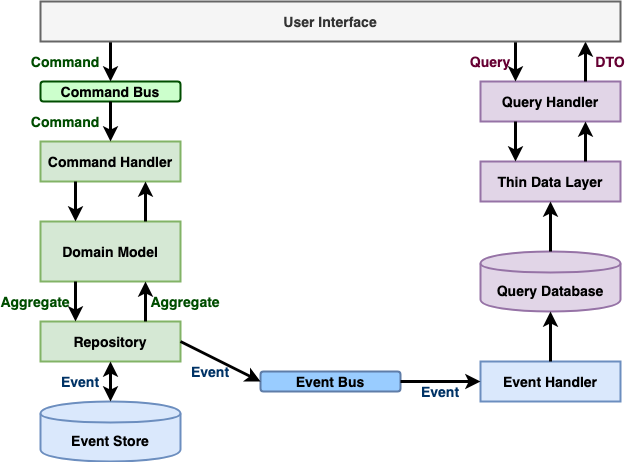 User Interface
Command
Query
DTO
Command Bus
Query Handler
Command
Command Handler
Thin Data Layer
Domain Model
Query Database
Aggregate
Aggregate
Repository
Event
Event
Event Bus
Event
Event Handler
Event Store